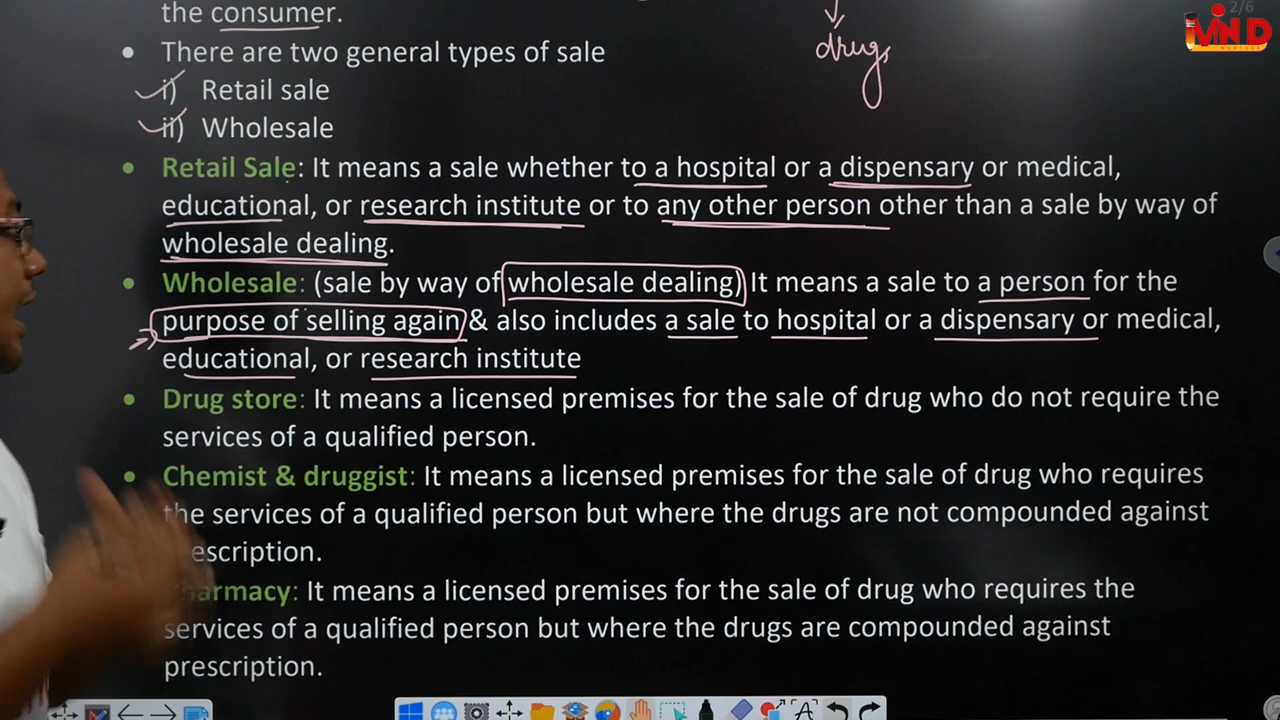 the consumer.
• There are two general types of sale
i) Retail sale
ii) Wholesale
• Retail Sale: It means a sale whether to a hospital or a dispensary or medical,
educational, or research institute or to any other person other than a sale by way of
wholesale dealing.
• Wholesale: (sale by way of wholesale dealing) It means a sale to a person for the
purpose of selling again & also includes a sale to hospital or a dispensary or medical,
educational, or research institute
• Drug store: It means a licensed premises for the sale of drug who do not require the
services of a qualified person.
• Chemist & druggist: It means a licensed premises for the sale of drug who requires
the services of a qualified person but where the drugs are not compounded against
prescription.
Pharmacy: It means a licensed premises for the sale of drug who requires the
services of a qualified person but where the drugs are compounded against
prescription.
drugs
2/6